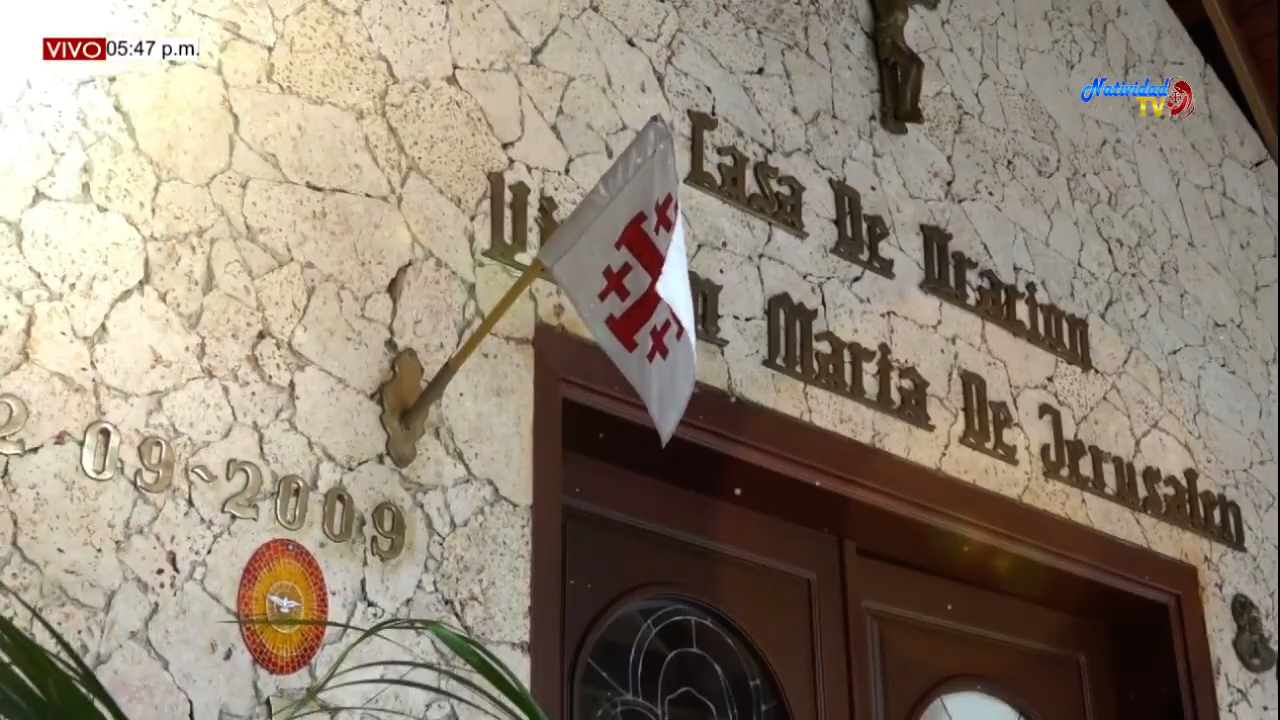 VIVO 05:47 p.m.
Natividad
TV
Casa De Oracion
Maria De Jerusalen
09-2009